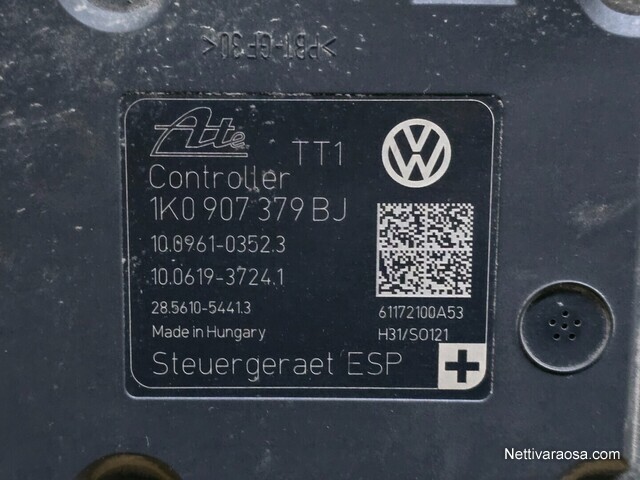 >PBT-GF30<
Ate TT1
Controller
1K0 907 379 BJ
10.0961-0352.3
10.0619-3724.1
28.5610-5441.3 61172100A53
Made in Hungary H31/SO121
Steuergeraet ESP
Nettivaraosa.com